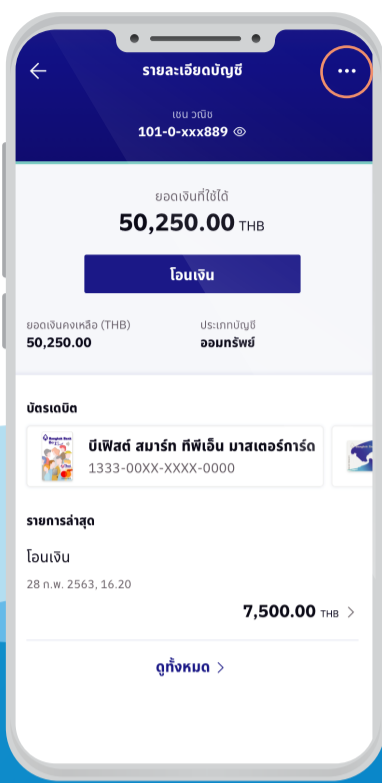 รายละเอียดบัญชี
เชน วณิช
101-0-xxx889
ยอดเงินที่ใช้ได้
50,250.00 THB
โอนเงิน
ยอดเงินคงเหลือ (THB) ประเภทบัญชี
50,250.00 ออมทรัพย์
บัตรเดบิต
Bangkok Bank
บีเฟิสต์ สมาร์ท ทีพีเอ็น มาสเตอร์การ์ด
1333-00XX-XXXX-0000
รายการล่าสุด
โอนเงิน
28 ก.พ. 2563, 16.20
7,500.00 THB
ดูทั้งหมด